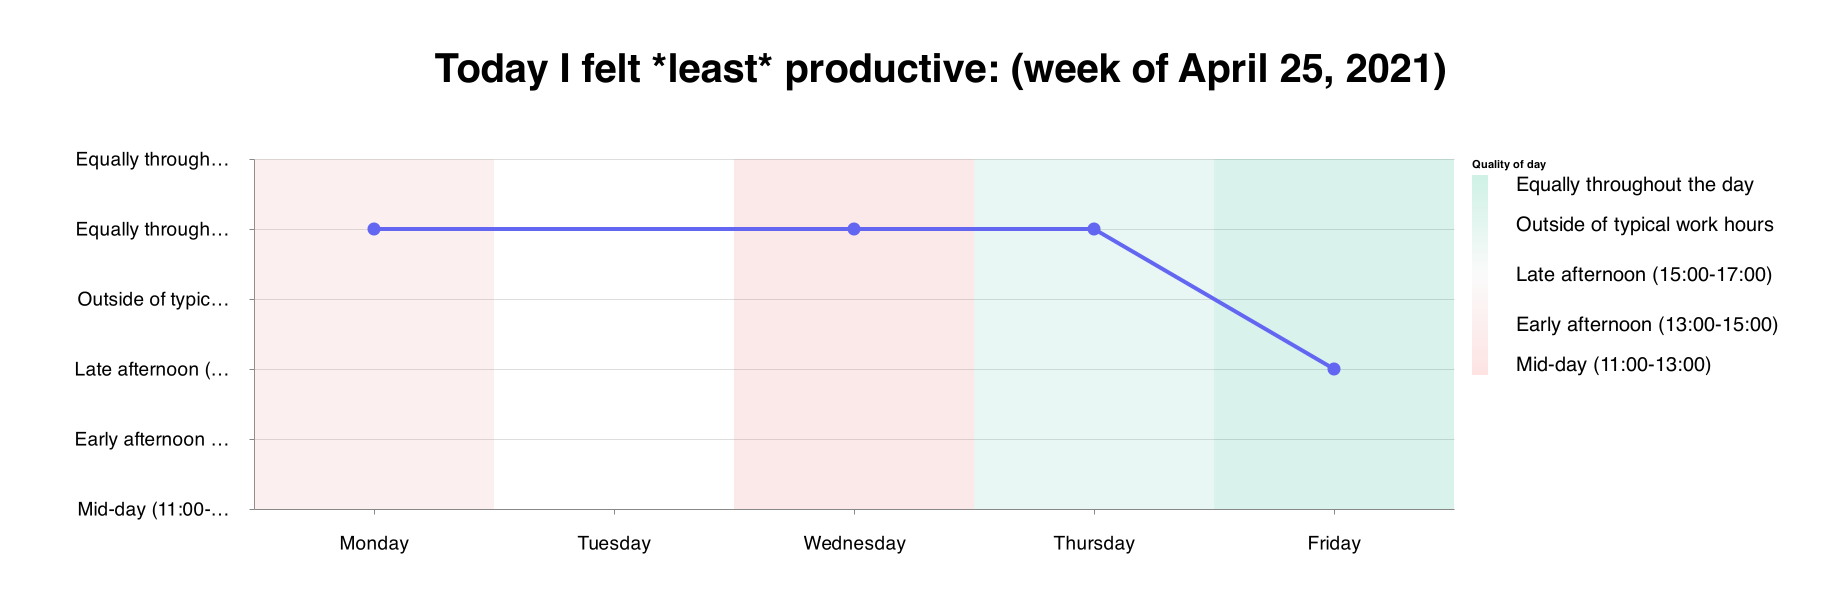 Today I felt *least* productive: (week of April 25, 2021)
Equally through…
Equally through…
Outside of typic…
Late afternoon (…
Early afternoon …
Mid-day (11:00-…
Monday
Tuesday
Wednesday
Thursday
Friday
Quality of day
Equally throughout the day
Outside of typical work hours
Late afternoon (15:00-17:00)
Early afternoon (13:00-15:00)
Mid-day (11:00-13:00)